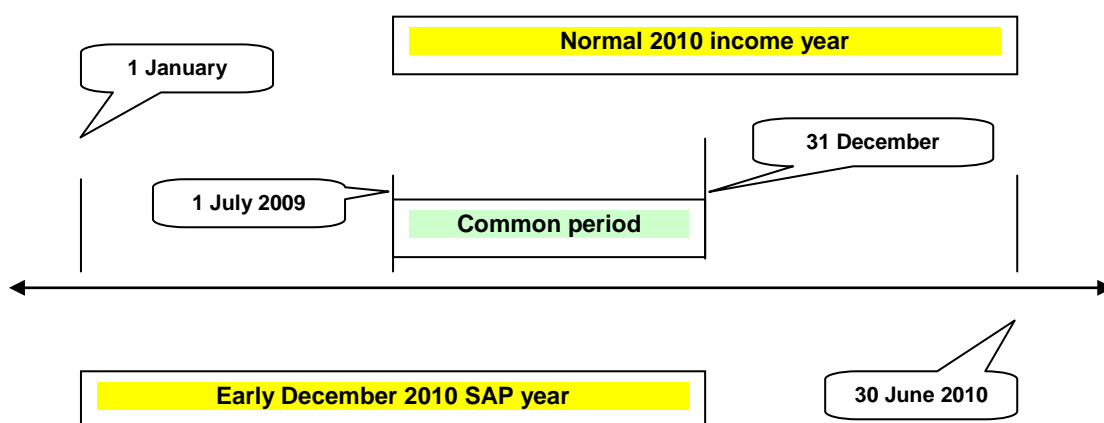 Normal 2010 income year
1 January
31 December
1 July 2009
Common period
Early December 2010 SAP year
30 June 2010